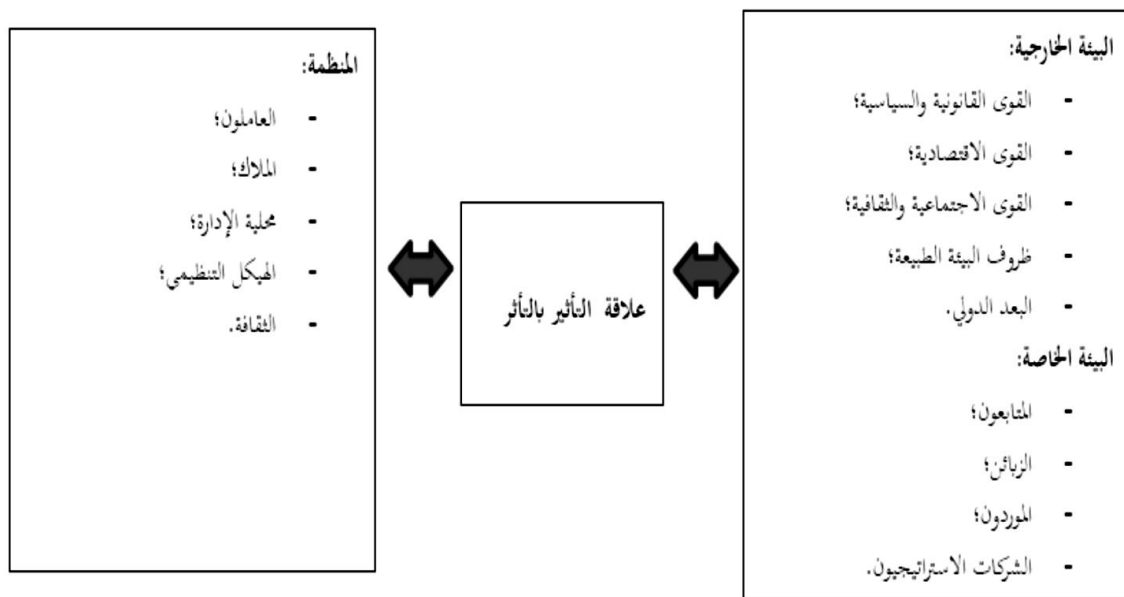 البيئة الخارجية:
- القوى القانونية والسياسية؛
- القوى الاقتصادية؛
- القوى الاجتماعية والثقافية؛
- ظروف البيئة الطبيعة؛
- البعد الدولي.
البيئة الخاصة:
- المتابعون؛
- الزبائن؛
- الموردون؛
- الشركات الاستراتيجيون.
علاقة التأثير بالتأثر
المنظمة:
- العاملون؛
- الملاك؛
- محلية الإدارة؛
- الهيكل التنظيمي؛
- الثقافة.